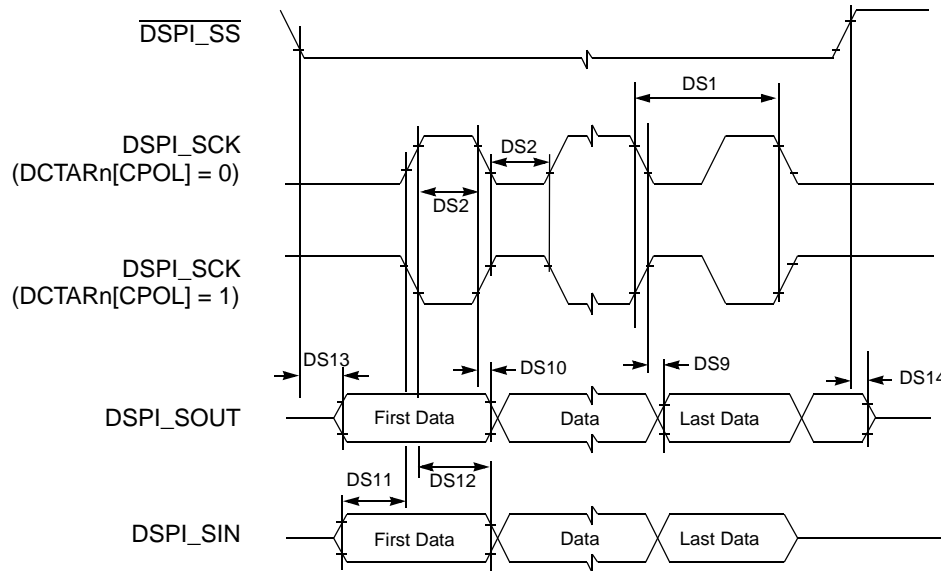 DSPI_SS
DS1
DSPI_SCK
(DCTARn[CPOL] = 0)
DS2
DS2
DSPI_SCK
(DCTARn[CPOL] = 1)
DS13
DS10
DS9
DS14
DSPI_SOUT
First Data
Data
Last Data
DS11
DS12
DSPI_SIN
First Data
Data
Last Data